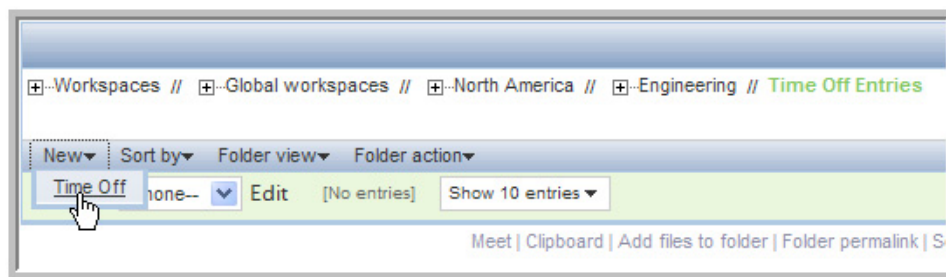 Workspaces // Global workspaces // North America // Engineering // Time Off Entries
New Sort by Folder view Folder action
Time Off
Edit [No entries] Show 10 entries
Meet | Clipboard | Add files to folder | Folder permalink |